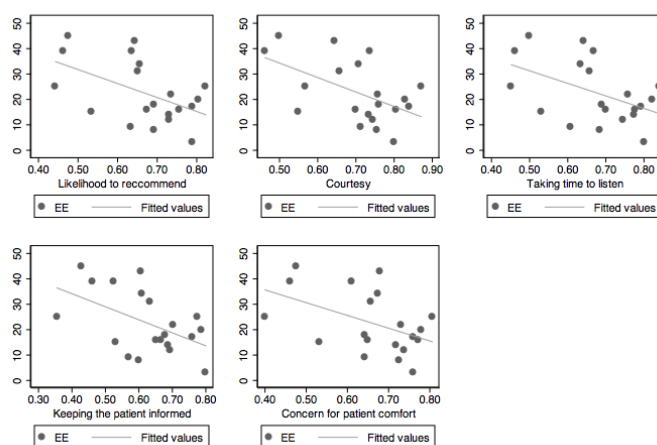 50
40
30
20
10
0
0.40 0.50 0.60 0.70 0.80
Likelihood to reccommend
EE Fitted values
50
40
30
20
10
0
0.50 0.60 0.70 0.80 0.90
Courtesy
EE Fitted values
50
40
30
20
10
0
0.40 0.50 0.60 0.70 0.80
Taking time to listen
EE Fitted values
50
40
30
20
10
0
0.30 0.40 0.50 0.60 0.70 0.80
Keeping the patient informed
EE Fitted values
50
40
30
20
10
0
0.40 0.50 0.60 0.70 0.80
Concern for patient comfort
EE Fitted values